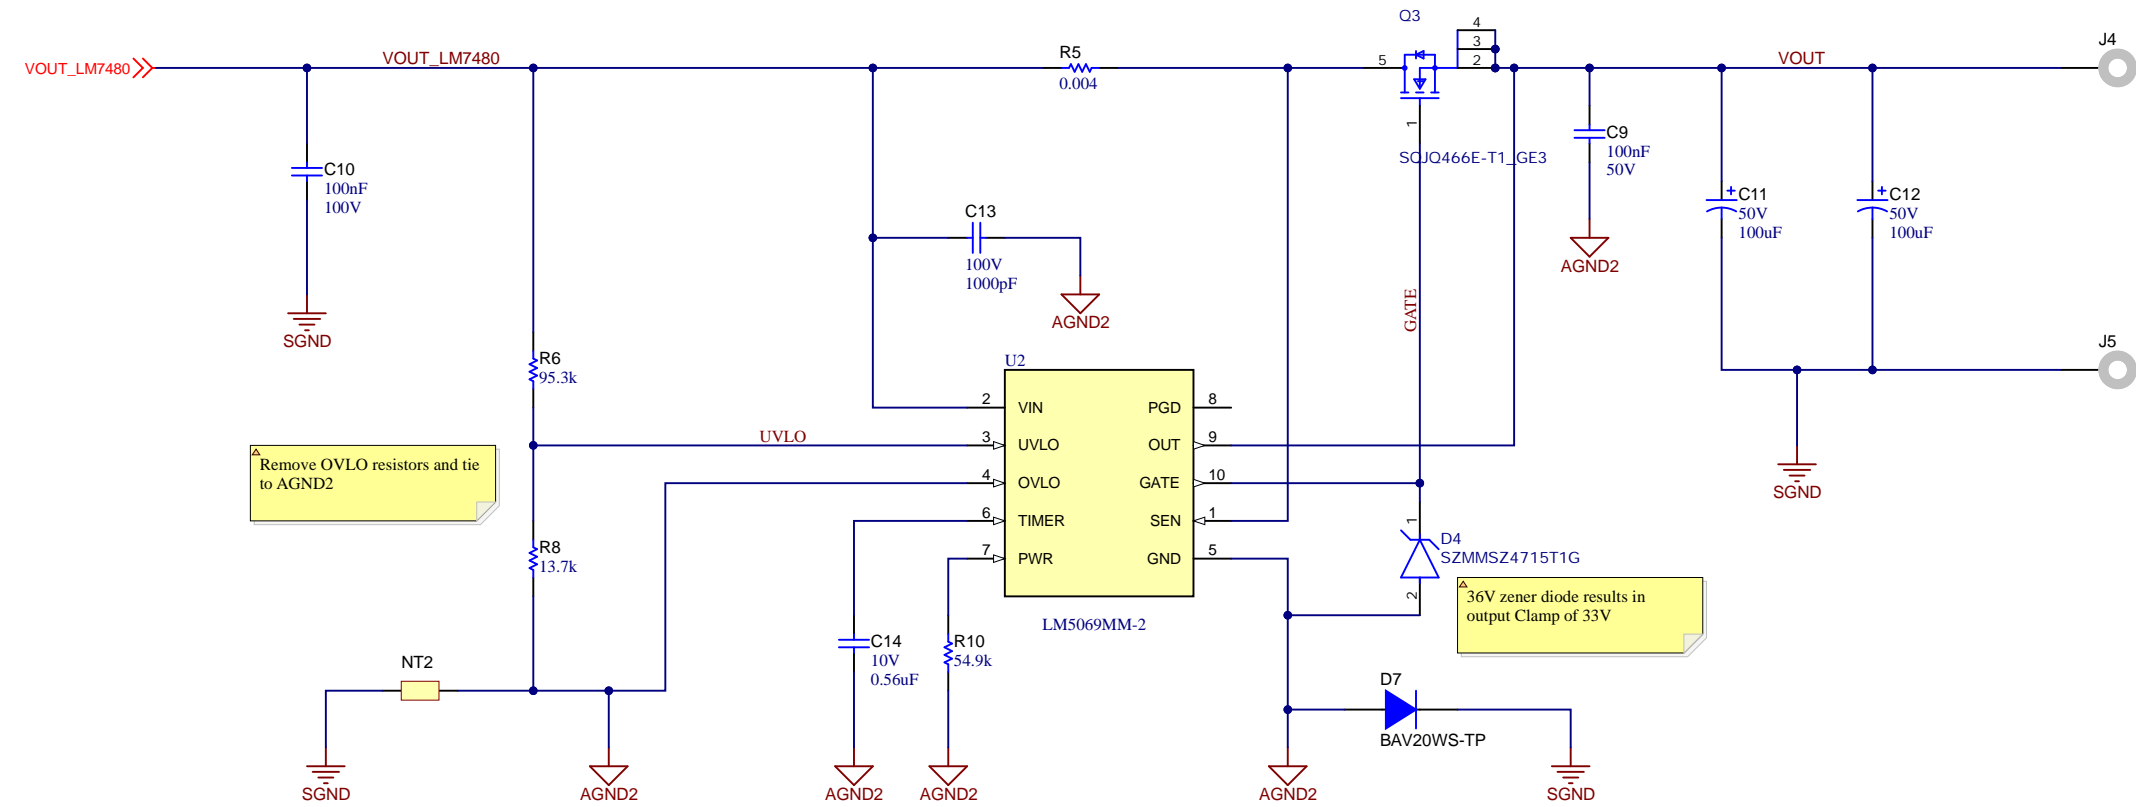 Q3
4
3
2
5
1
SQJQ466E-T1_GE3
VOUT_LM7480
VOUT_LM7480
R5
0.004
VOUT
J4
C10
100nF
100V
SGND
C13
100V
1000pF
AGND2
C9
100nF
50V
AGND2
C11
50V
100uF
C12
50V
100uF
J5
SGND
GATE
R6
95.3k
UVLO
Remove OVLO resistors and tie
to AGND2
R8
13.7k
U2
2
VIN
3
UVLO
4
OVLO
6
TIMER
7
PWR
PGD
8
OUT
9
GATE
10
SEN
1
GND
5
LM5069MM-2
1
D4
SZMMSZ4715T1G
2
36V zener diode results in
output Clamp of 33V
C14
10V
0.56uF
R10
54.9k
NT2
D7
BAV20WS-TP
SGND
AGND2
AGND2
AGND2
AGND2
SGND